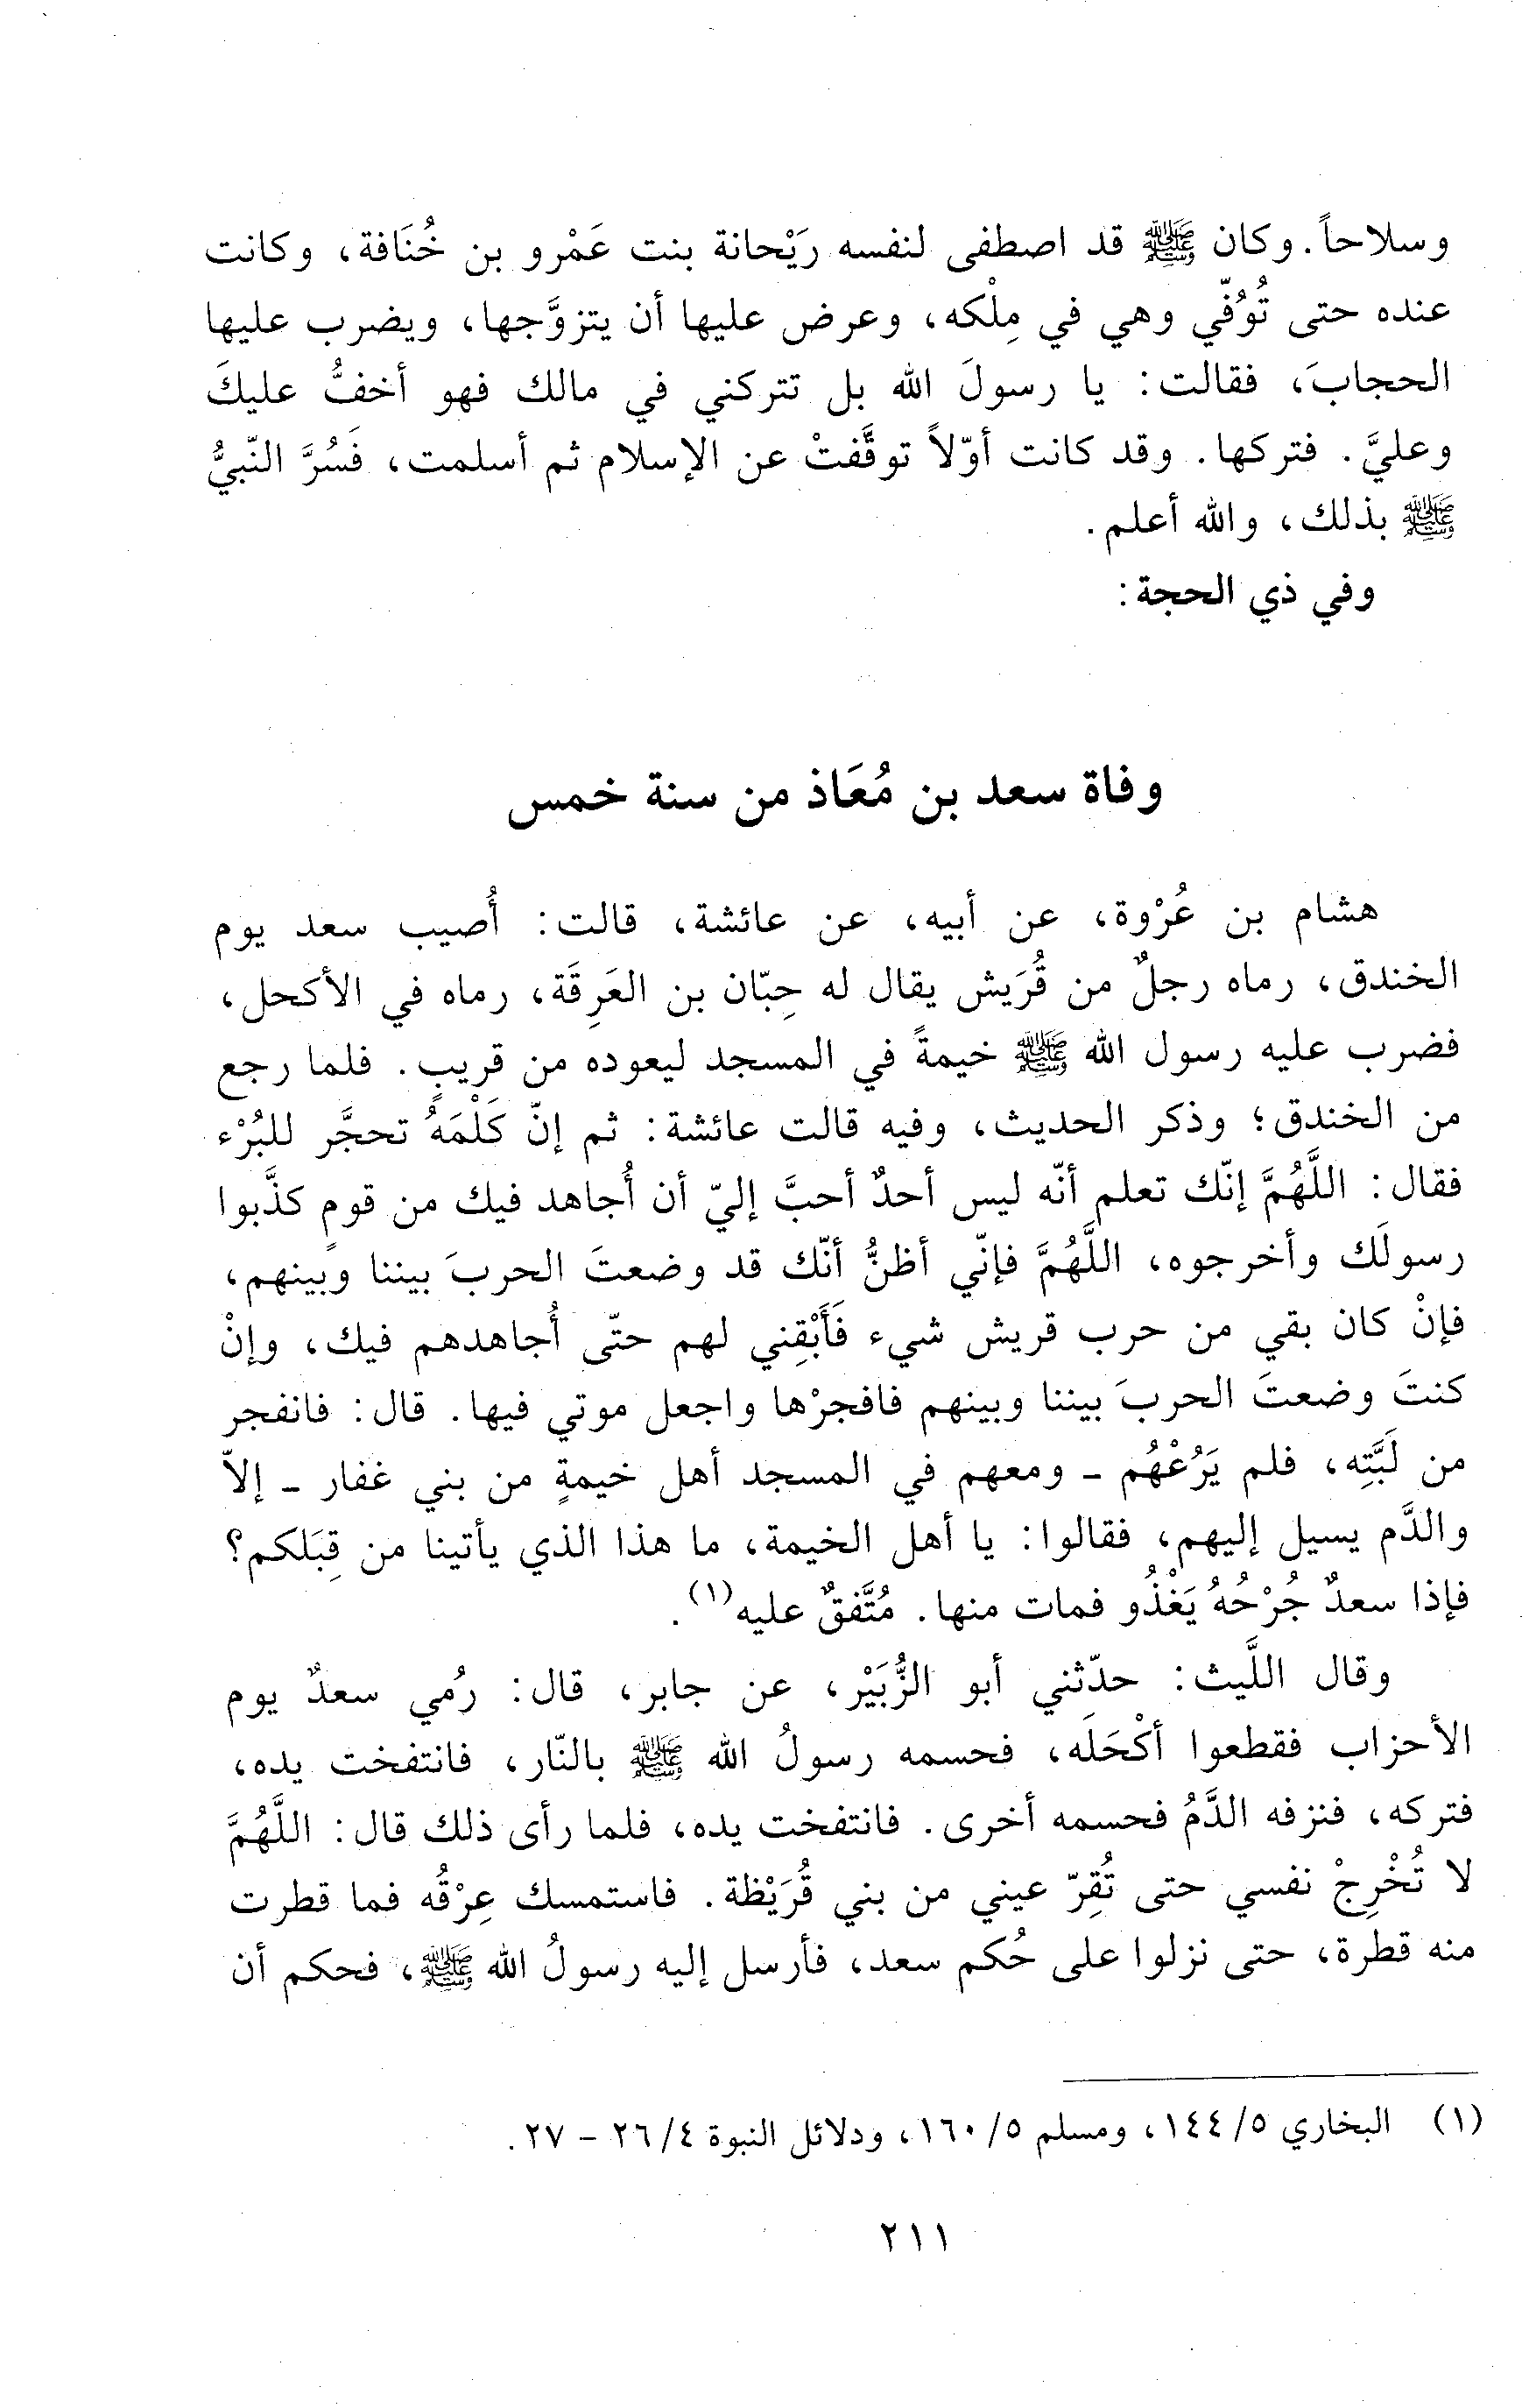 وسلاحاً. وكان ﷺ قد اصطفى لنفسه رَيْحانة بنت عَمْرو بن خُنَافة، وكانت
عنده حتى تُوُفّي وهي في مِلْكه، وعرض عليها أن يتزوَّجها، ويضرب عليها
الحجابَ، فقالت: يا رسولَ الله بل تتركني في مالك فهو أخفُّ عليكَ
وعليَّ. فتركها. وقد كانت أوّلاً توقَّفتْ عن الإسلام ثم أسلمت، فَسُرَّ النّبيُّ
ﷺ بذلك، والله أعلم.
وفي ذي الحجة:
وفاة سعد بن مُعَاذ من سنة خمس
هشام بن عُرْوة، عن أبيه، عن عائشة، قالت: أُصيب سعد يوم
الخندق، رماه رجلٌ من قُرَيش يقال له حِبّان بن العَرِقَة، رماه في الأكحل،
فضرب عليه رسول الله ﷺ خيمةً في المسجد ليعوده من قريبٍ. فلما رجع
من الخندق؛ وذكر الحديث، وفيه قالت عائشة: ثم إنّ كَلْمَهُ تحجَّر للبُرْء
فقال: اللَّهُمَّ إنّك تعلم أنّه ليس أحدٌ أحبَّ إليّ أن أُجاهد فيك من قومٍ كذَّبوا
رسولَك وأخرجوه، اللَّهُمَّ فإنّي أظنُّ أنّك قد وضعتَ الحربَ بيننا وبينهم،
فإنْ كان بقي من حرب قريش شيء فَأَبْقِني لهم حتّى أُجاهدهم فيك، وإنْ
كنتَ وضعتَ الحربَ بيننا وبينهم فافجرْها واجعل موتي فيها. قال: فانفجر
من لَبَّتِه، فلم يَرُعْهُم - ومعهم في المسجد أهل خيمةٍ من بني غفار - إلاّ
والدَّم يسيل إليهم، فقالوا: يا أهل الخيمة، ما هذا الذي يأتينا من قِبَلكم؟
فإذا سعدٌ جُرْحُهُ يَغْذُو فمات منها. مُتَّفقٌ عليه(١).
وقال اللَّيث: حدّثني أبو الزُّبَيْر، عن جابر، قال: رُمي سعدٌ يوم
الأحزاب فقطعوا أكْحَلَه، فحسمه رسولُ الله ﷺ بالنّار، فانتفخت يده،
فتركه، فنزفه الدَّمُ فحسمه أخرى. فانتفخت يده، فلما رأى ذلك قال: اللَّهُمَّ
لا تُخْرِجْ نفسي حتى تُقِرّ عيني من بني قُرَيْظة. فاستمسك عِرْقُه فما قطرت
منه قطرة، حتى نزلوا على حُكم سعد، فأرسل إليه رسولُ الله ﷺ، فحكم أن
(١) البخاري ٥/١٤٤، ومسلم ٥/١٦٠، ودلائل النبوة ٤/٢٦ - ٢٧.
٢١١